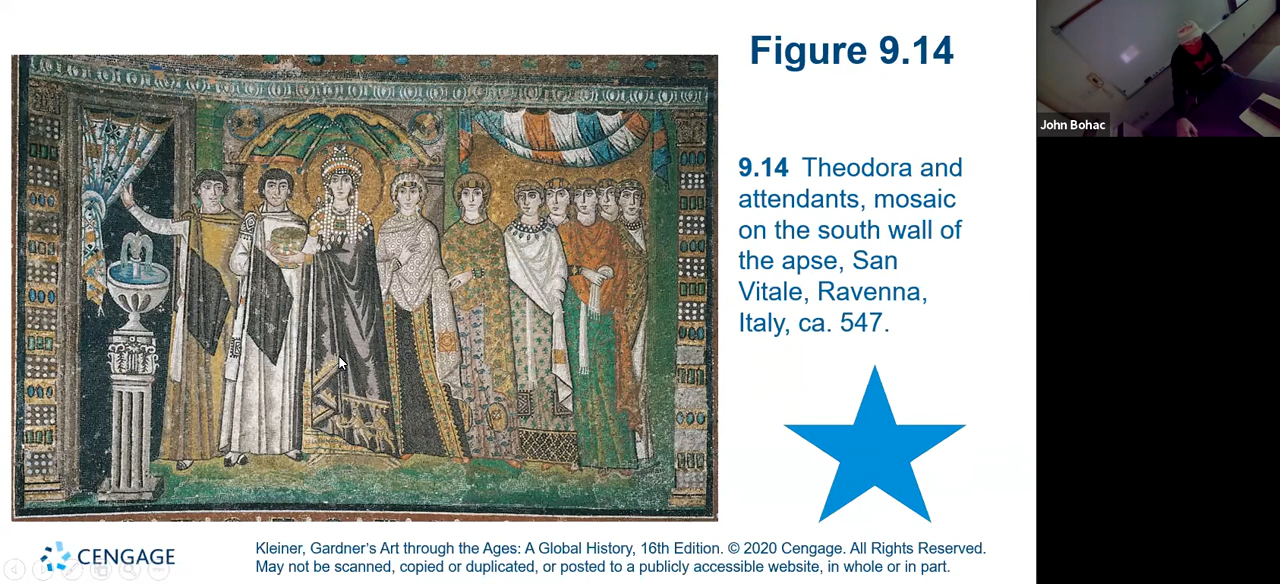 Figure 9.14
John Bohac
9.14 Theodora and
attendants, mosaic
on the south wall of
the apse, San
Vitale, Ravenna,
Italy, ca. 547.
CENGAGE
Kleiner, Gardner's Art through the Ages: A Global History, 16th Edition. © 2020 Cengage. All Rights Reserved.
May not be scanned, copied or duplicated, or posted to a publicly accessible website, in whole or in part.